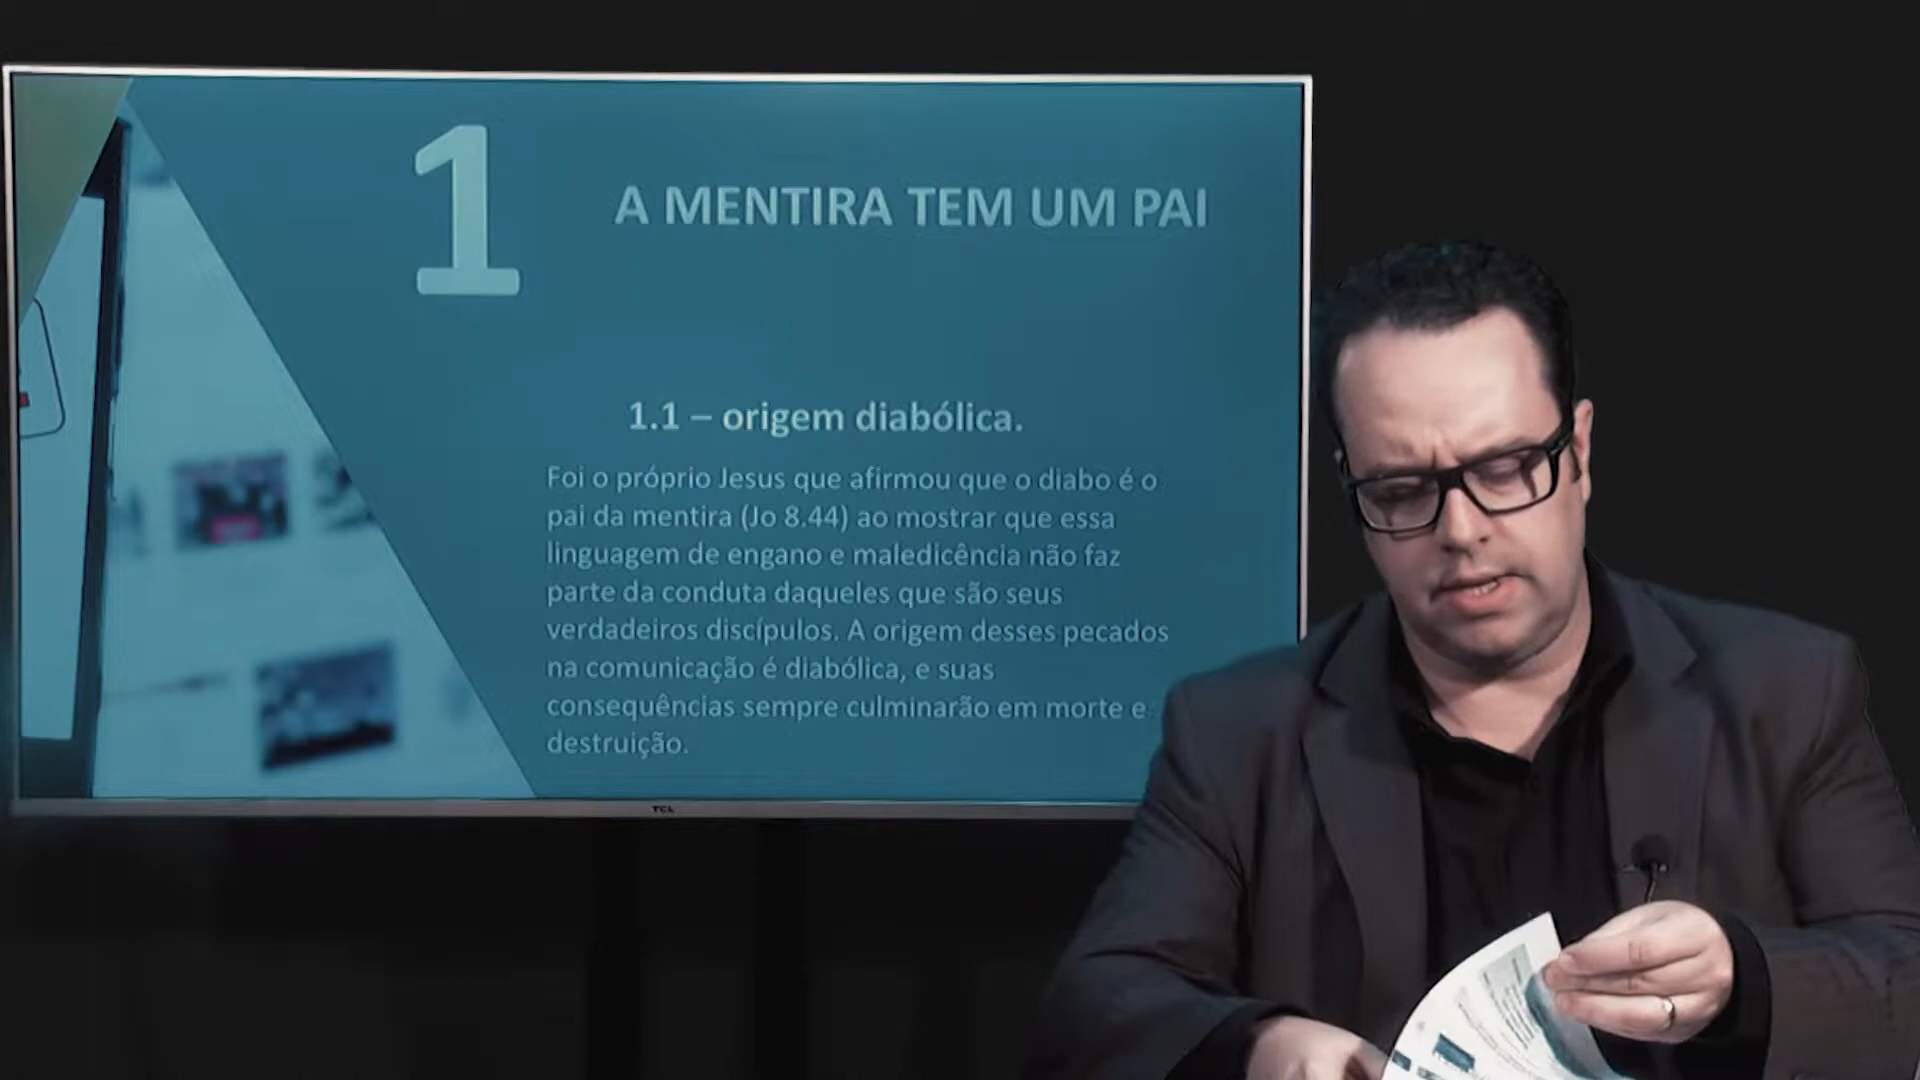 1
A MENTIRA TEM UM PAI
1.1 – origem diabólica.
Foi o próprio Jesus que afirmou que o diabo é o
pai da mentira (Jo 8.44) ao mostrar que essa
linguagem de engano e maledicência não faz
parte da conduta daqueles que são seus
verdadeiros discípulos. A origem desses pecados
na comunicação é diabólica, e suas
consequências sempre culminarão em morte e
destruição.
TCL